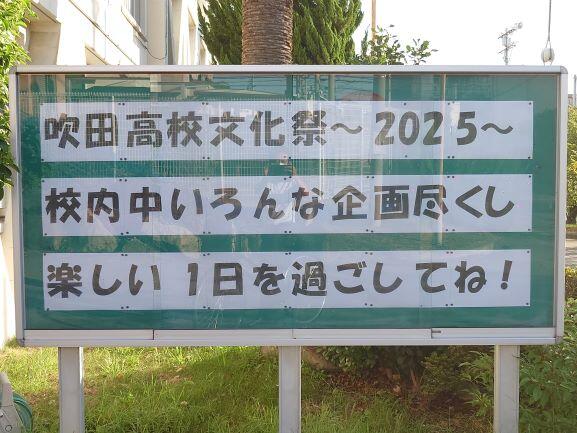 吹田高校文化祭～2025～
校内中いろんな企画尽くし
楽しい1日を過ごしてね！